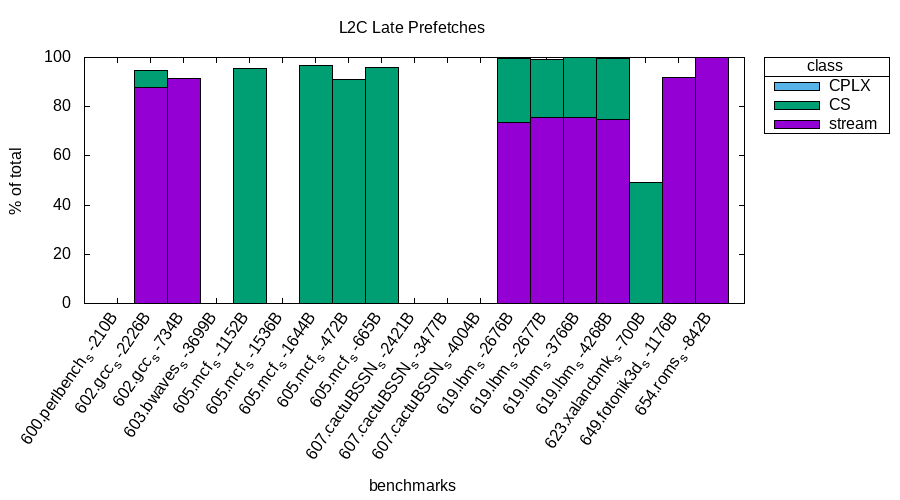 L2C Late Prefetches
% of total
100
80
60
40
20
0
600.perlbenchs-210B
602.gccs-2226B
602.gccs-734B
603.bwavess-3699B
605.mcfs-1152B
605.mcfs-1536B
605.mcfs-1644B
605.mcfs-472B
605.mcfs-665B
607.cactuBSSNs-2421B
607.cactuBSSNs-3477B
607.cactuBSSNs-4004B
619.lbms-2676B
619.lbms-2677B
619.lbms-3766B
619.lbms-4268B
623.xalancbmks-700B
649.fotonik3ds-1176B
654.romss-842B
benchmarks
class
CPLX
CS
stream